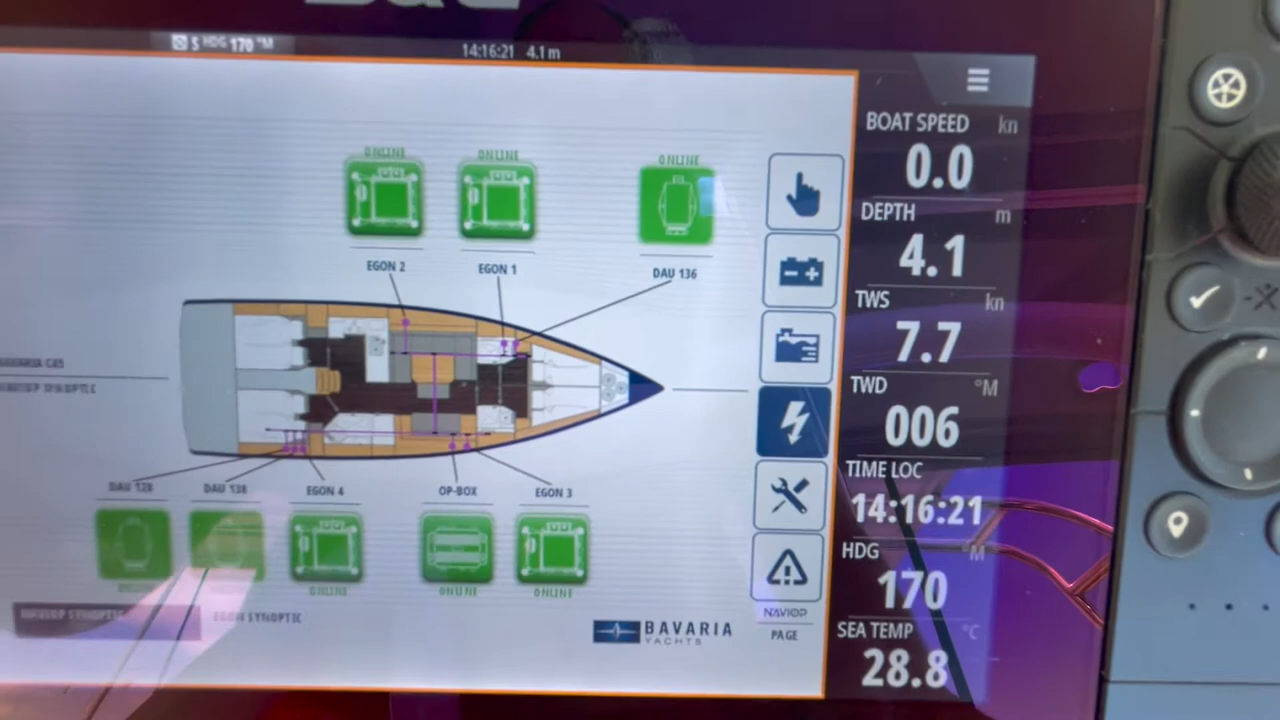 HDG 170 °M
14:16:21 4.1 m
ONLINE
ONLINE
ONLINE
EGON 2
EGON 1
DAU 136
DAU 138
EGON 4
OP-BOX
EGON 3
ONLINE
ONLINE
ONLINE
EGON SYNOPTIC
BAVARIA
YACHTS
NAVIOP
PAGE
BOAT SPEED kn
0.0
DEPTH m
4.1
TWS kn
7.7
TWD °M
006
TIME LOC
14:16:21
HDG °M
170
SEA TEMP °C
28.8